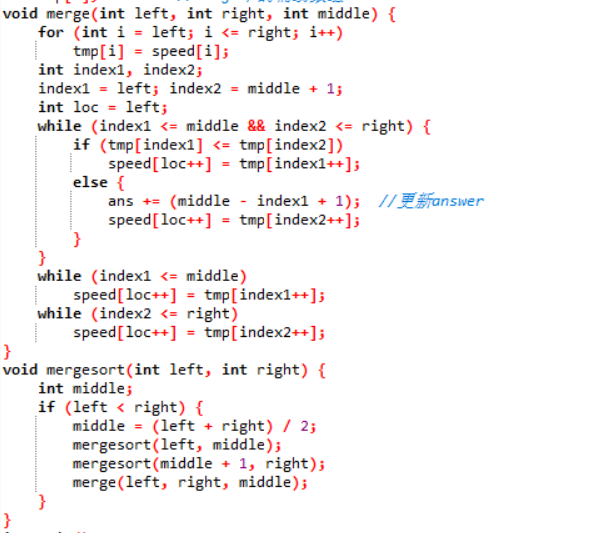 void merge(int left, int right, int middle) {
    for (int i = left; i <= right; i++)
        tmp[i] = speed[i];
    int index1, index2;
    index1 = left; index2 = middle + 1;
    int loc = left;
    while (index1 <= middle && index2 <= right) {
        if (tmp[index1] <= tmp[index2])
            speed[loc++] = tmp[index1++];
        else {
            ans += (middle - index1 + 1);  //更新answer
            speed[loc++] = tmp[index2++];
        }
    }
    while (index1 <= middle)
        speed[loc++] = tmp[index1++];
    while (index2 <= right)
        speed[loc++] = tmp[index2++];
}
void mergesort(int left, int right) {
    int middle;
    if (left < right) {
        middle = (left + right) / 2;
        mergesort(left, middle);
        mergesort(middle + 1, right);
        merge(left, right, middle);
    }
}